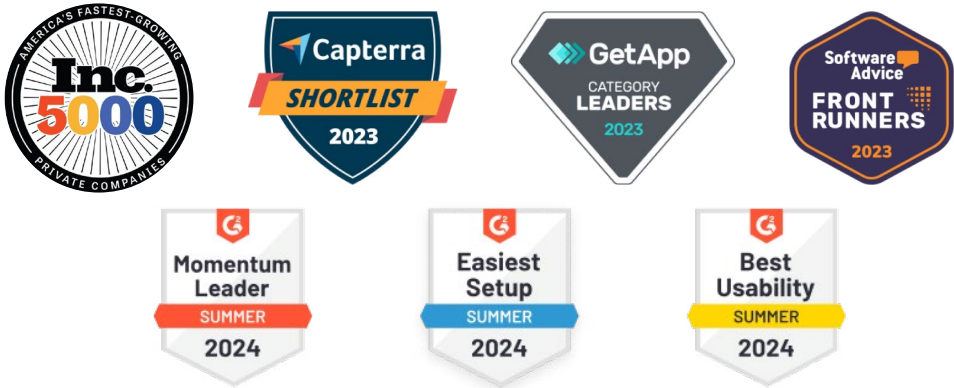 AMERICA'S FASTEST-GROWING
Inc.
5000
PRIVATE COMPANIES
Capterra
SHORTLIST
2023
GetApp
CATEGORY
LEADERS
2023
Software
Advice
FRONT
RUNNERS
2023
G2
Momentum
Leader
SUMMER
2024
G2
Easiest
Setup
SUMMER
2024
G2
Best
Usability
SUMMER
2024